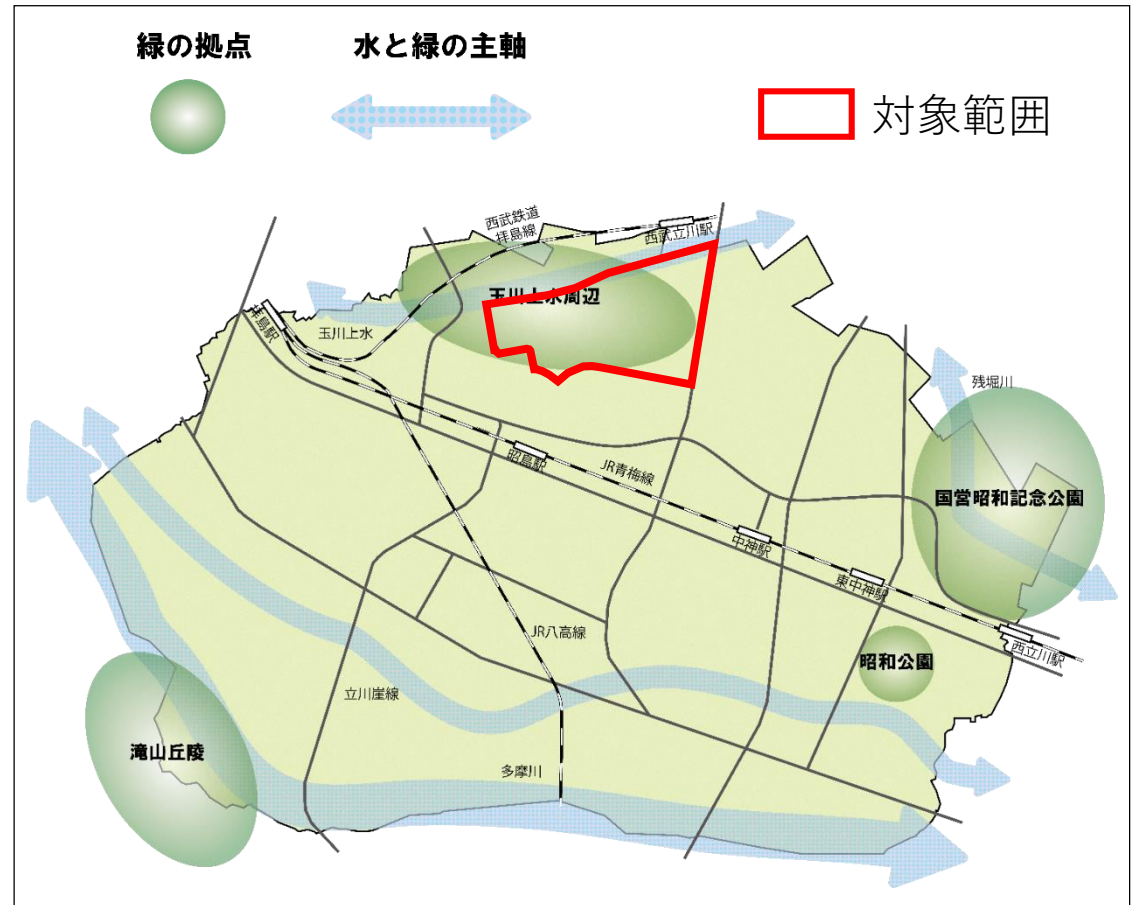 緑の拠点
水と緑の主軸
対象範囲
西武鉄道
拝島線
西武立川駅
玉川上水周辺
拝島駅
玉川上水
残堀川
昭島駅
JR青梅線
国営昭和記念公園
中神駅
東中神駅
JR八高線
西立川駅
昭和公園
立川崖線
滝山丘陵
多摩川